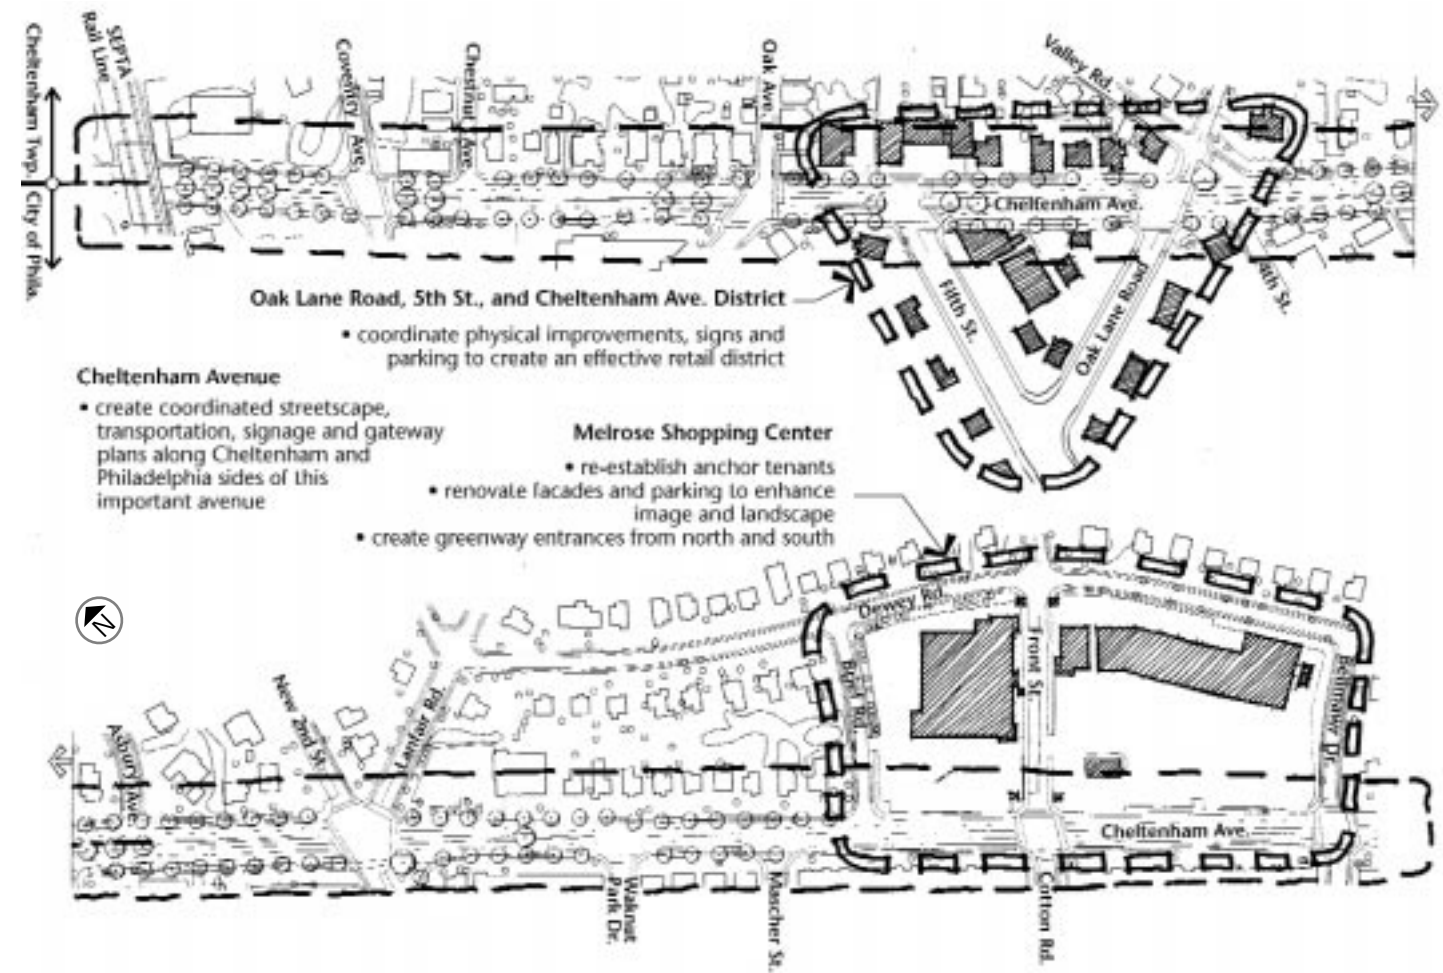 SEPTA
Rail Line
Cheltenham Twp.
City of Phila.
Coventry Ave.
Chestnut Ave.
Oak Ave.
Valley Rd.
Cheltenham Ave.
Fifth St.
Oak Lane Road
Oak Lane Road, 5th St., and Cheltenham Ave. District
• coordinate physical improvements, signs and
parking to create an effective retail district
Cheltenham Avenue
• create coordinated streetscape,
transportation, signage and gateway
plans along Cheltenham and
Philadelphia sides of this
important avenue
Melrose Shopping Center
• re-establish anchor tenants
• renovate facades and parking to enhance
image and landscape
• create greenway entrances from north and south
N
Dewey Rd.
Front St.
New 2nd St.
Lanfair Rd.
Asbury Ave.
Cheltenham Ave.
Walnut
Park Dr.
Mascher St.
Cotton Rd.